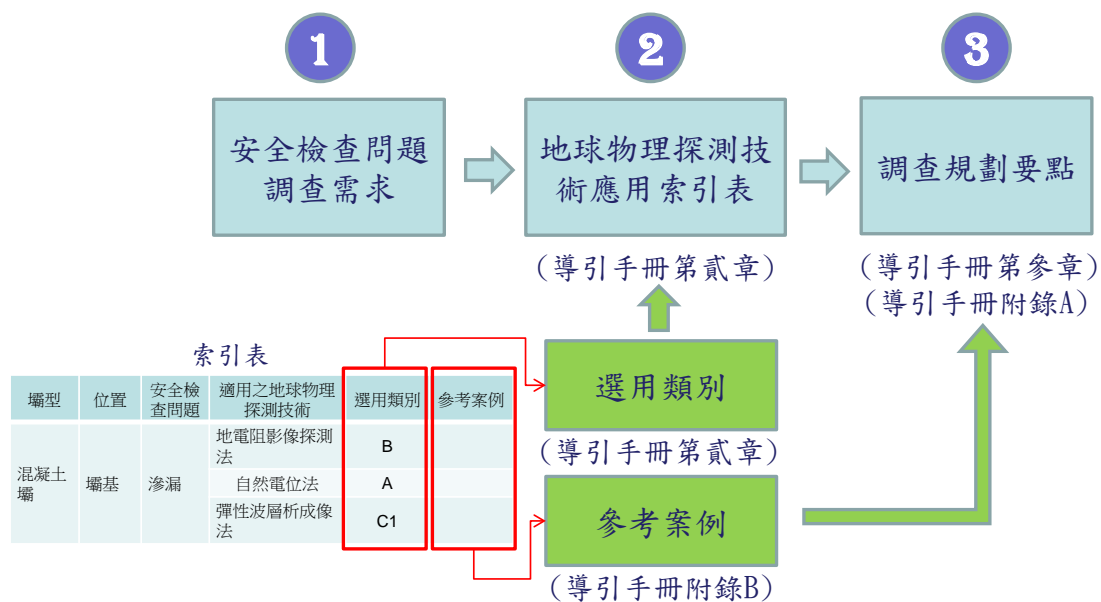 1
2
3
安全檢查問題
調查需求
地球物理探測技
術應用索引表
調查規劃要點
(導引手冊第貳章)
(導引手冊第參章)
(導引手冊附錄A)
索引表
壩型
位置
安全檢
查問題
適用之地球物理
探測技術
選用類別
參考案例
混凝土
壩
壩基
滲漏
地電阻影像探測
法
B
自然電位法
A
彈性波層析成像
法
C1
選用類別
(導引手冊第貳章)
參考案例
(導引手冊附錄B)